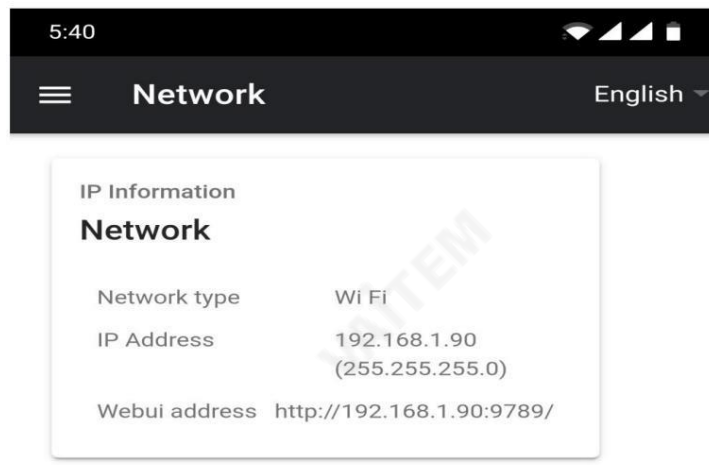 5:40
Network English
IP Information
Network
Network type Wi Fi
IP Address 192.168.1.90
(255.255.255.0)
Webui address http://192.168.1.90:9789/
VAITEM